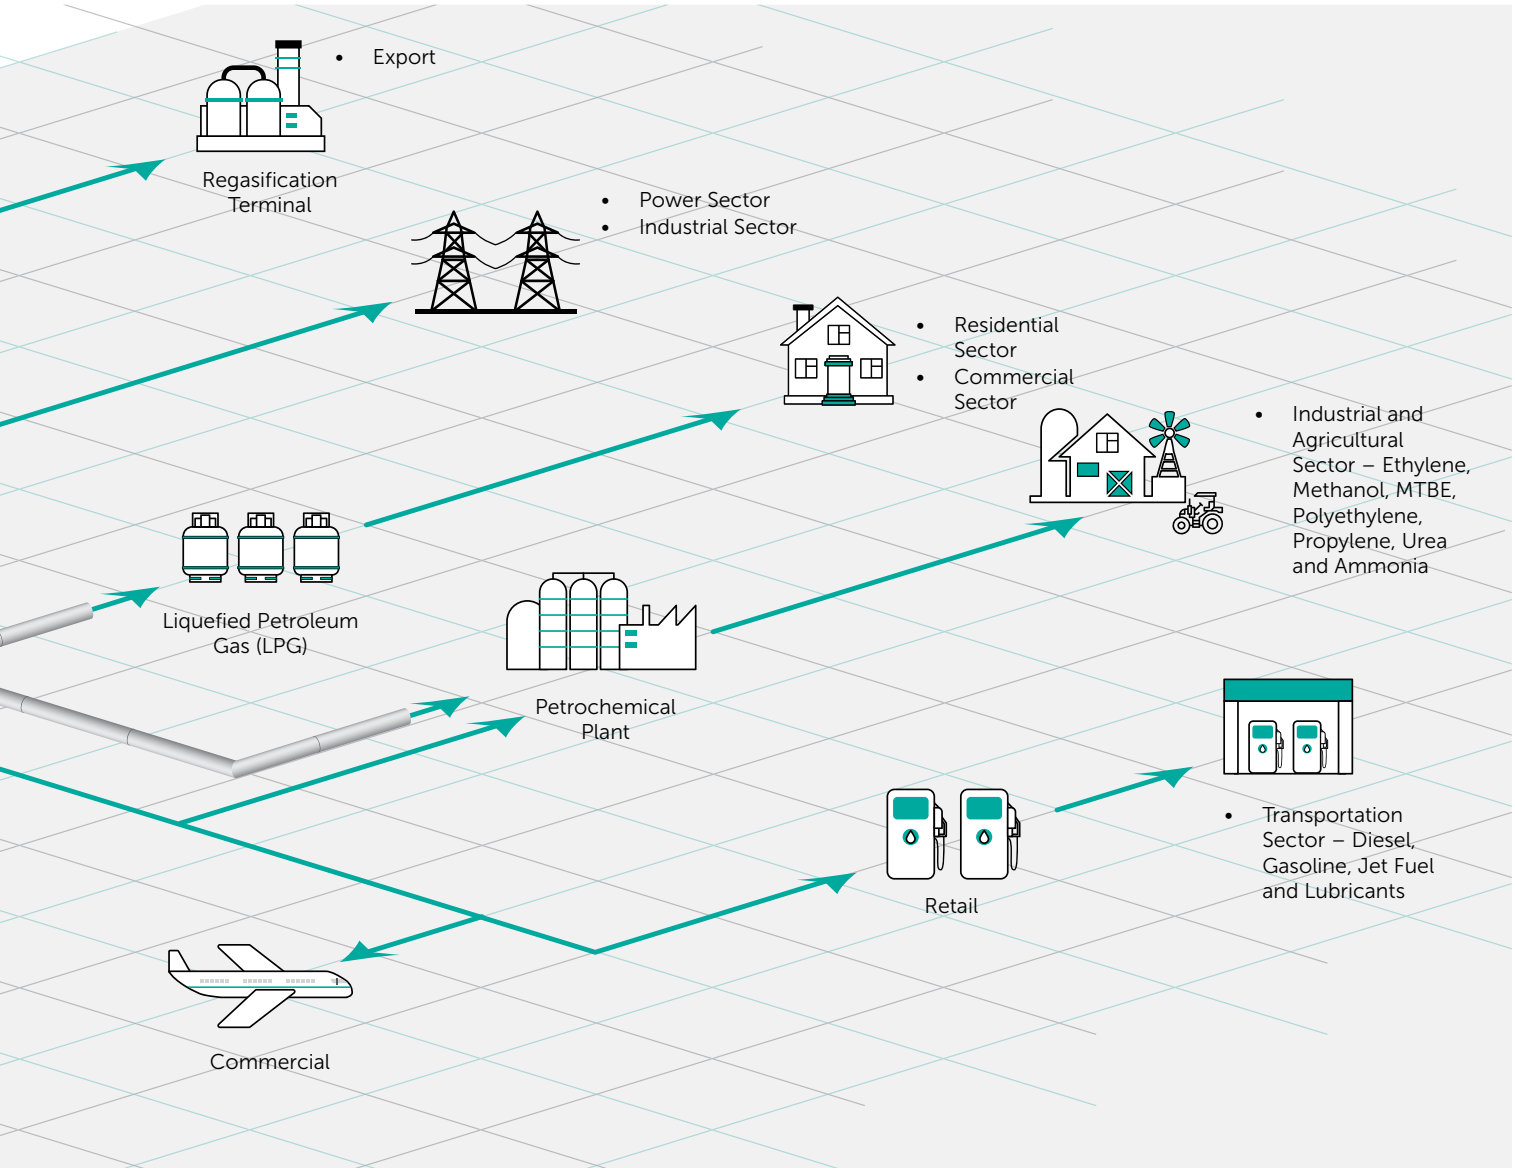 • Export
Regasification
Terminal
• Power Sector
• Industrial Sector
• Residential
Sector
• Commercial
Sector
• Industrial and
Agricultural
Sector – Ethylene,
Methanol, MTBE,
Polyethylene,
Propylene, Urea
and Ammonia
Liquefied Petroleum
Gas (LPG)
Petrochemical
Plant
• Transportation
Sector – Diesel,
Gasoline, Jet Fuel
and Lubricants
Retail
Commercial